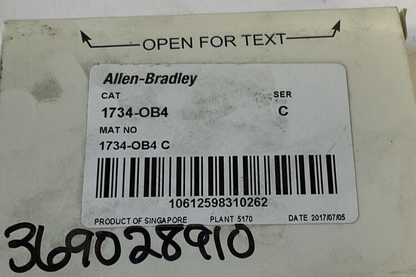 OPEN FOR TEXT
Allen-Bradley
CAT SER
1734-OB4 C
MAT NO
1734-OB4 C
10612598310262
PRODUCT OF SINGAPORE PLANT 5170 DATE 2017/07/05
369028910